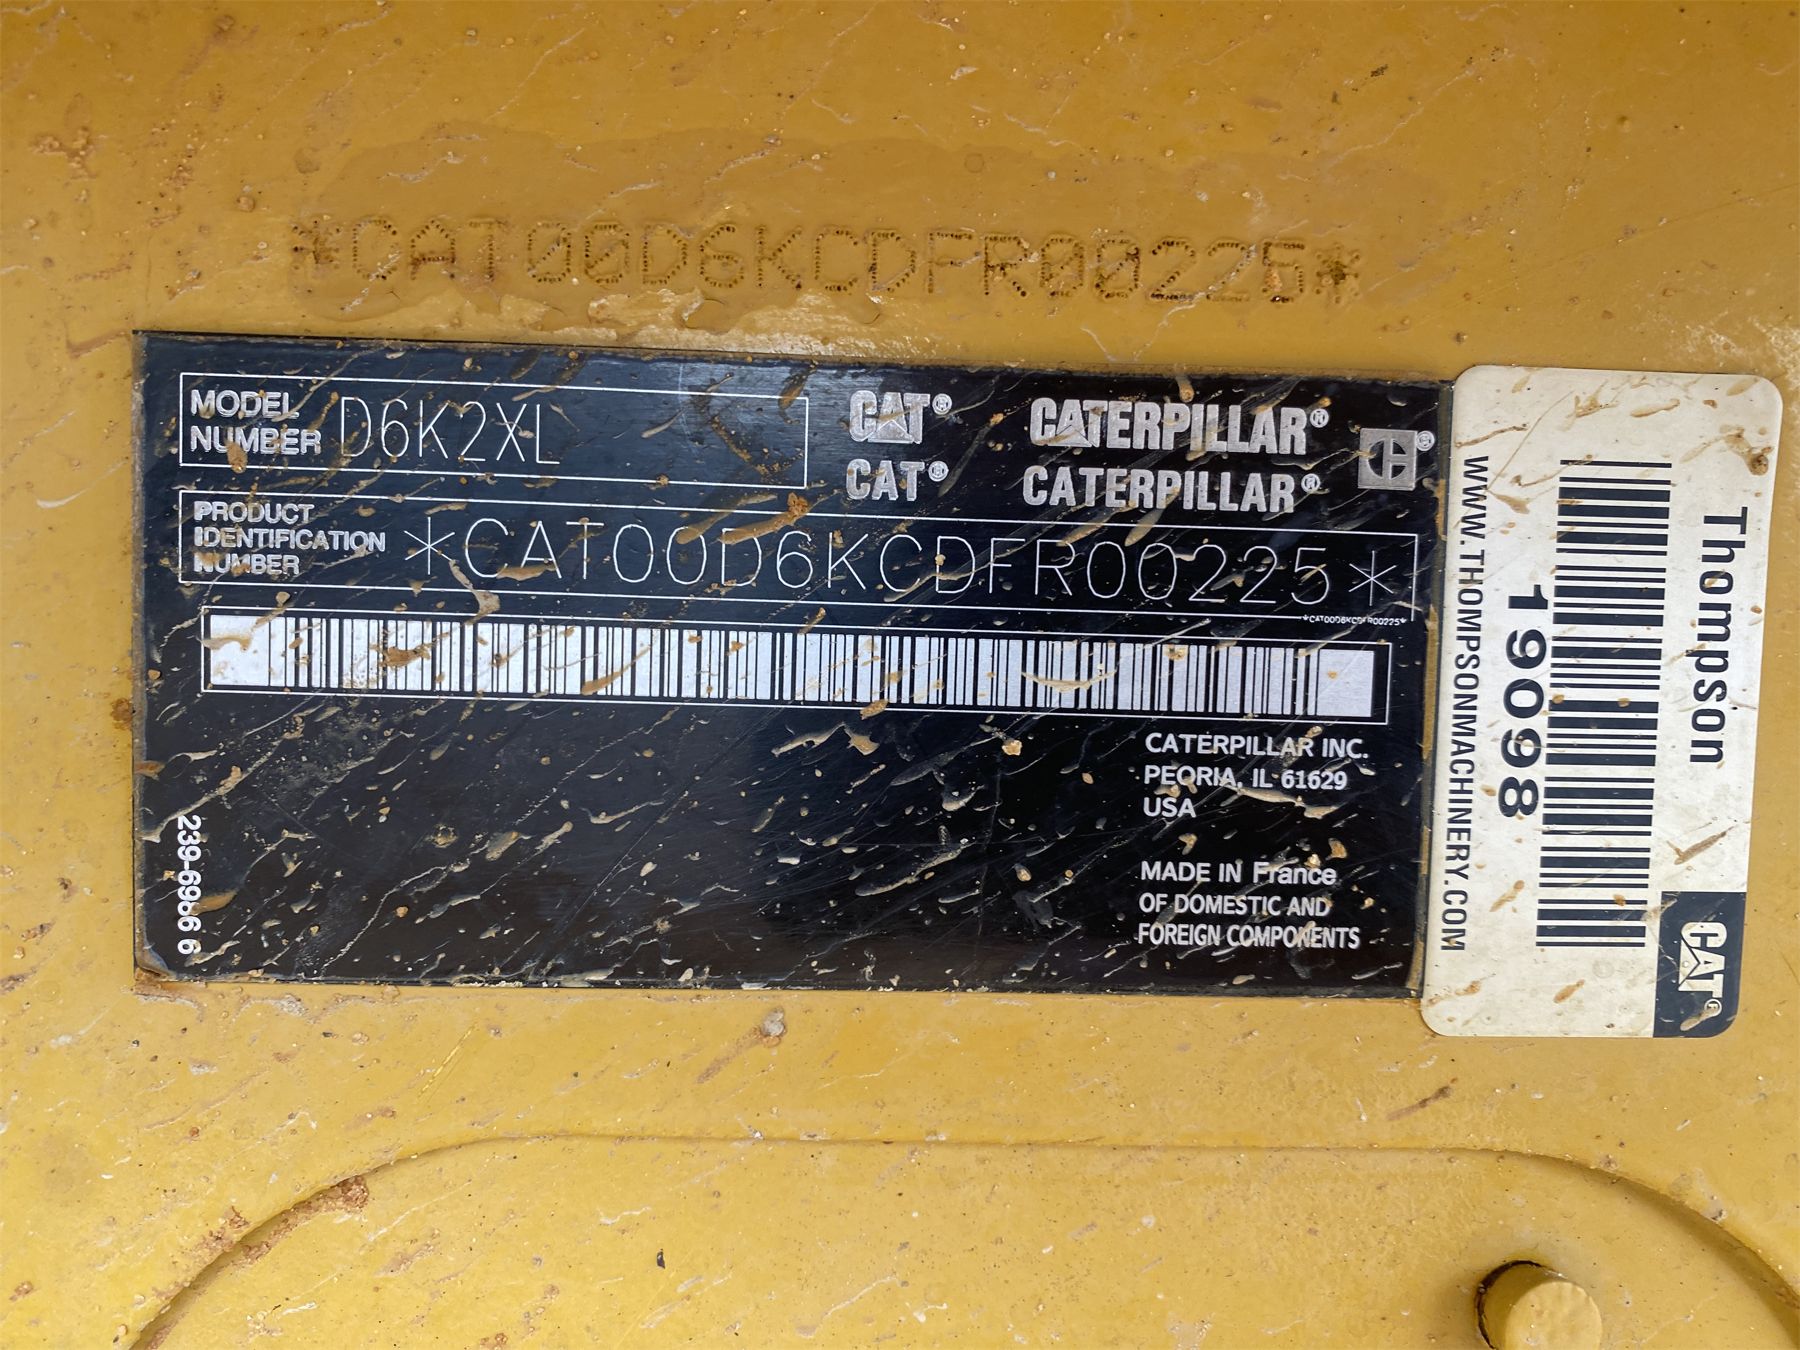 *CAT00D6KCDFR00225*
MODEL
NUMBER
D6K2XL
CAT® CATERPILLAR®
CAT® CATERPILLAR®
PRODUCT
IDENTIFICATION
NUMBER
*CAT00D6KCDFR00225*
*CAT00D6KCDFR00225*
CATERPILLAR INC.
PEORIA, IL 61629
USA
MADE IN France
OF DOMESTIC AND
FOREIGN COMPONENTS
239-6986 6
Thompson
19098
WWW.THOMPSONMACHINERY.COM
CAT®